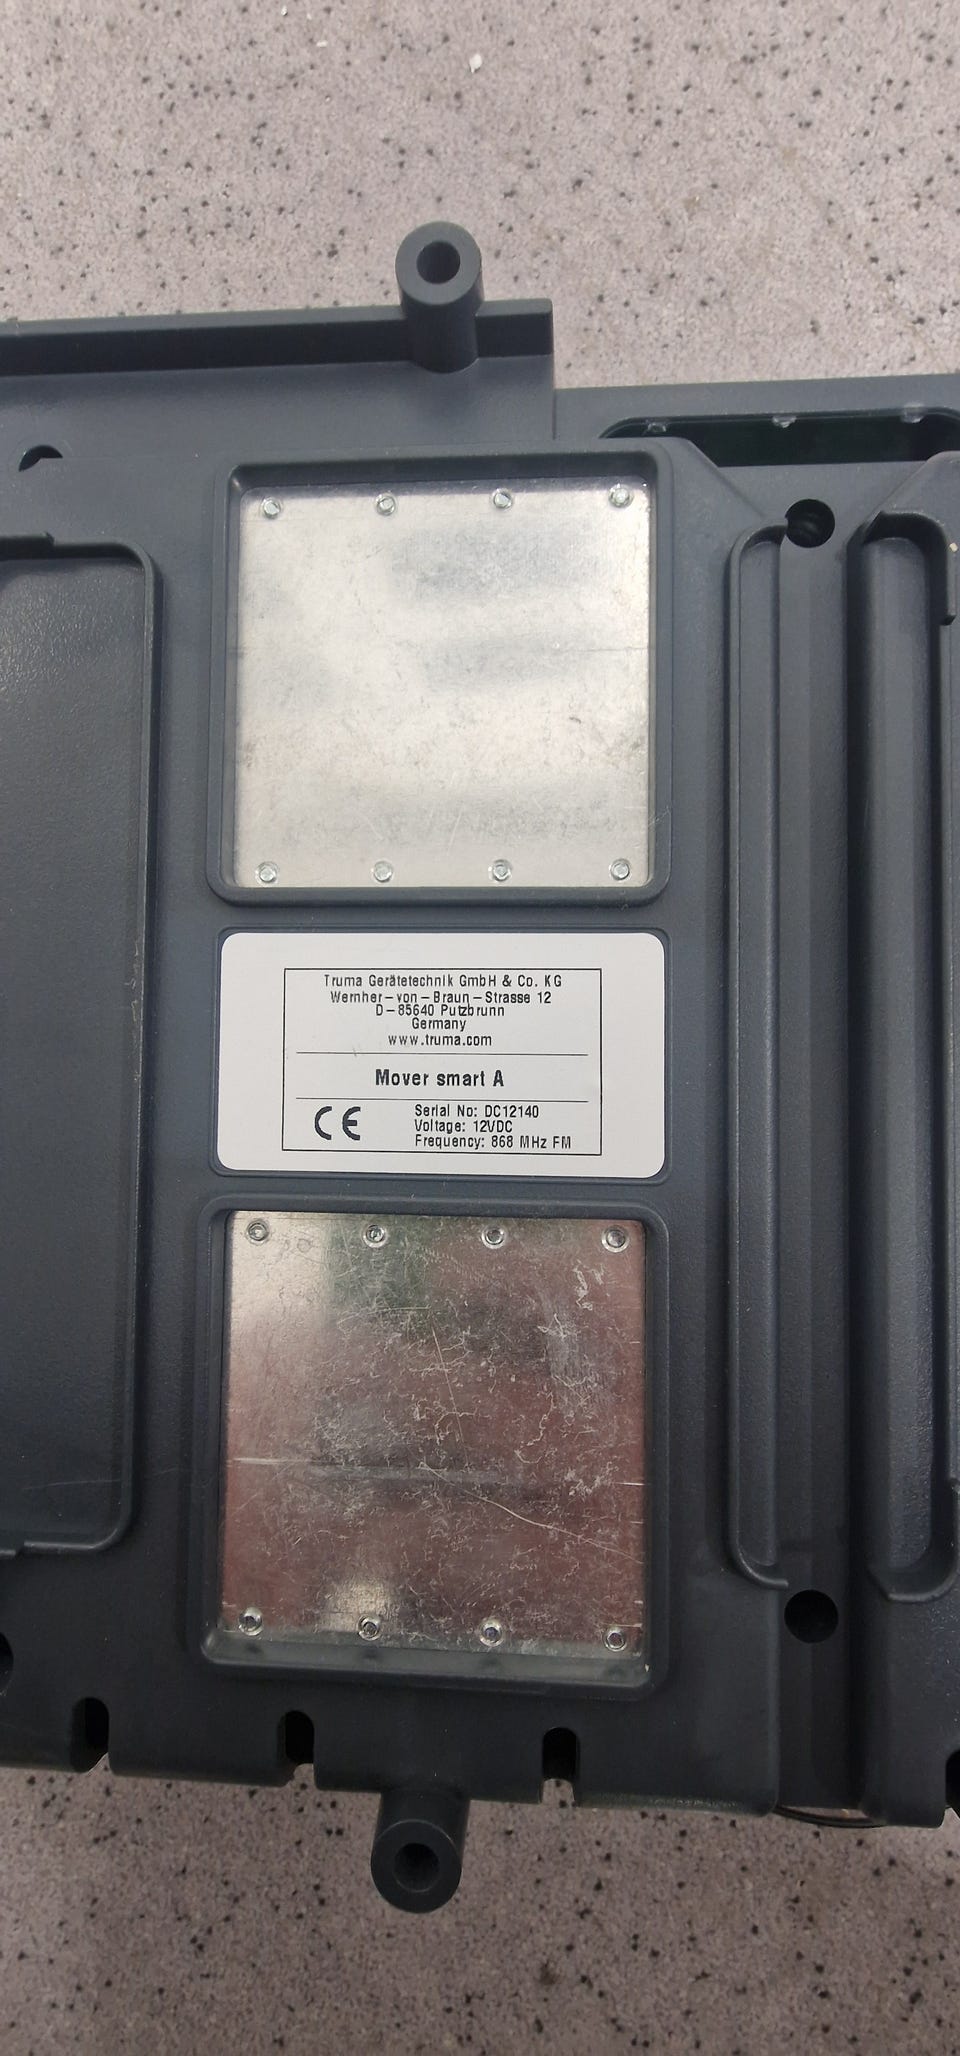 Truma Gerätetechnik GmbH & Co. KG
Wernher-von-Braun-Strasse 12
D-85640 Putzbrunn
Germany
www.truma.com
Mover smart A
CE
Serial No: DC12140
Voltage: 12VDC
Frequency: 868 MHz FM